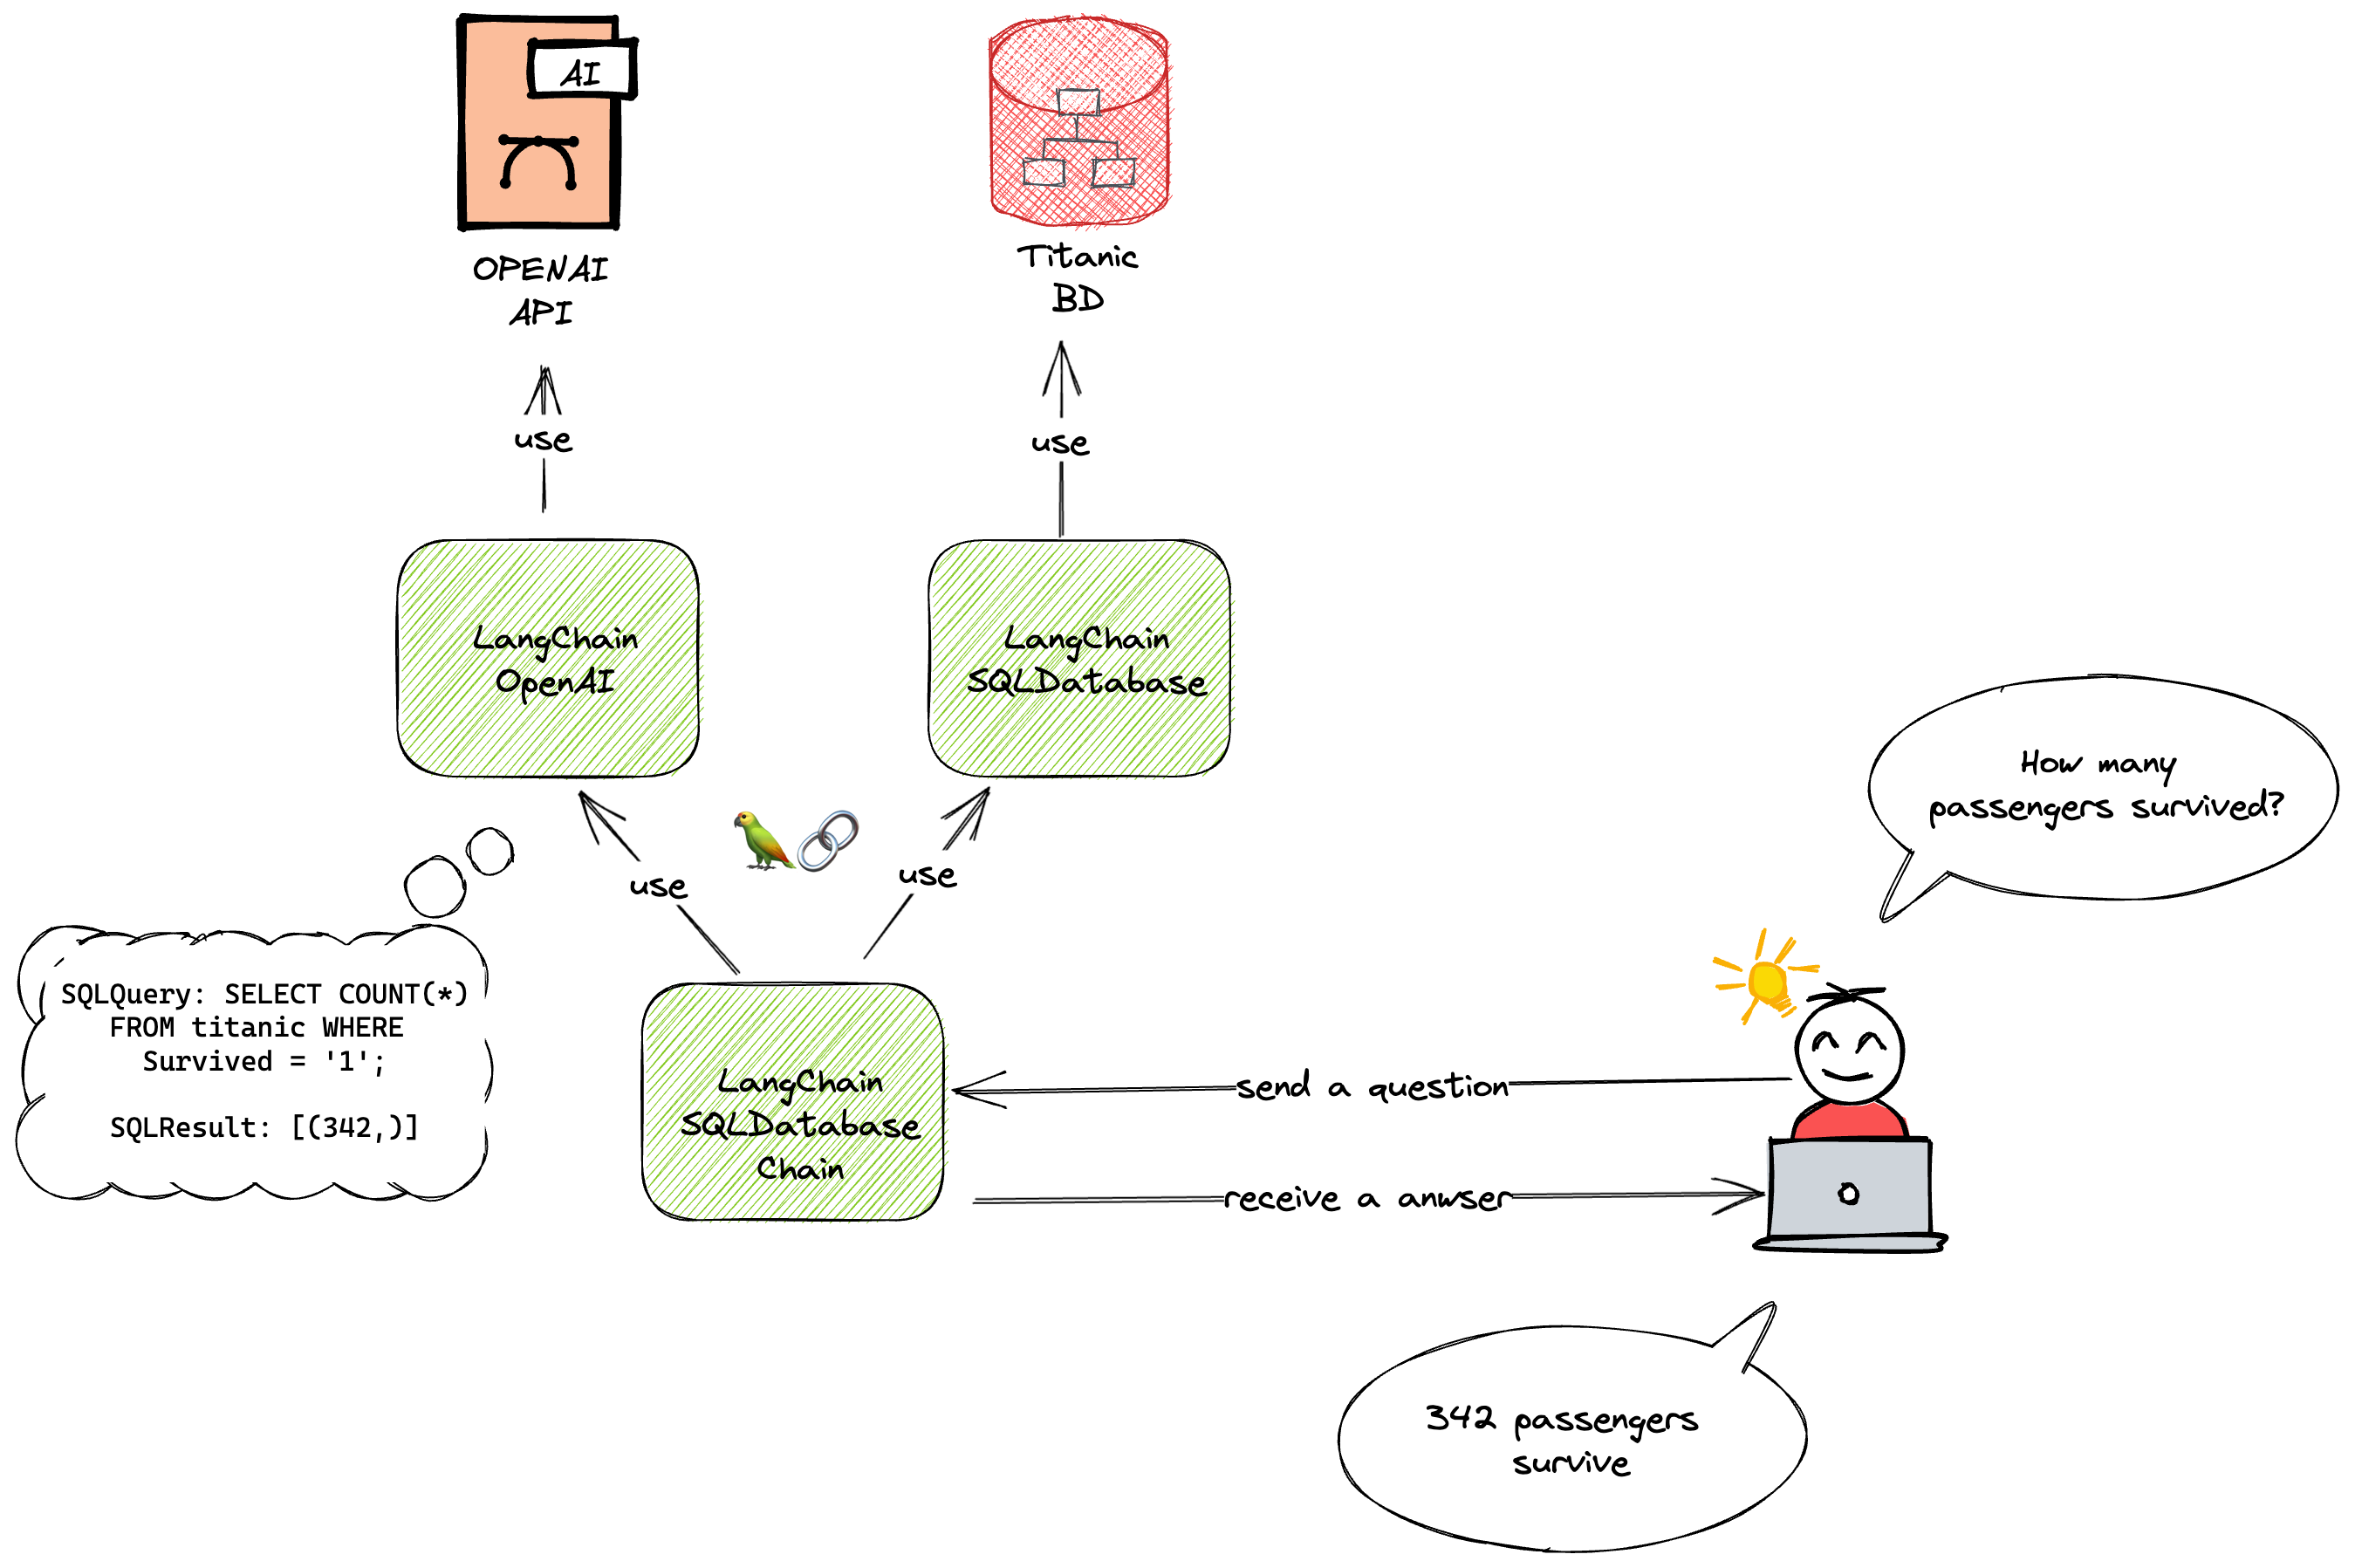 AI
OPENAI
API
Titanic
BD
use
use
LangChain
OpenAI
LangChain
SQLDatabase
How many
passengers survived?
use
use
SQLQuery: SELECT COUNT(*)
FROM titanic WHERE
Survived = '1';
SQLResult: [(342,)]
LangChain
SQLDatabase
Chain
send a question
receive a anwser
342 passengers
survive